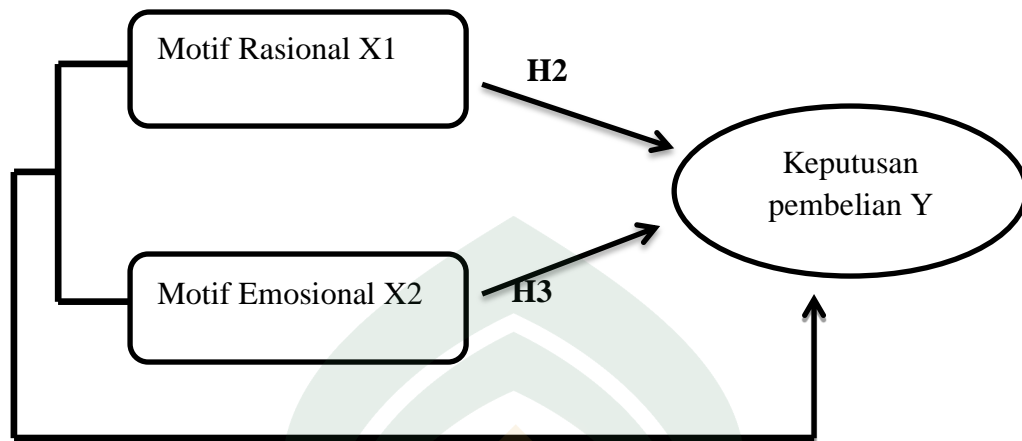 Motif Rasional X1
H2
Keputusan
pembelian Y
Motif Emosional X2
H3